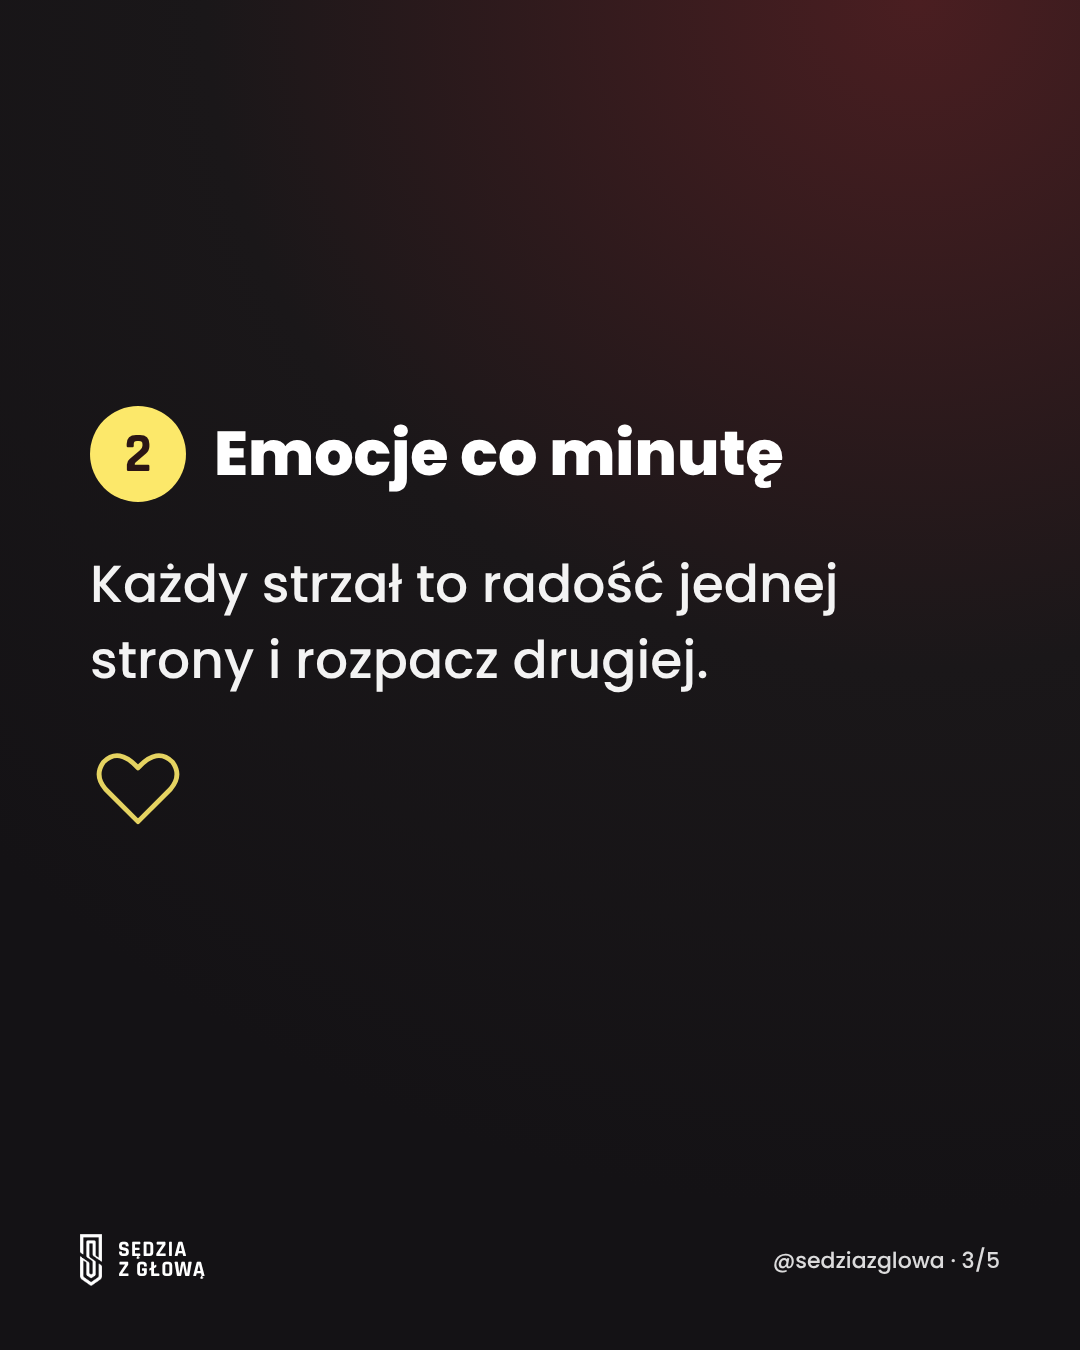 2 Emocje co minutę
Każdy strzał to radość jednej
strony i rozpacz drugiej.
SĘDZIA
Z GŁOWĄ
@sedziazglowa · 3/5